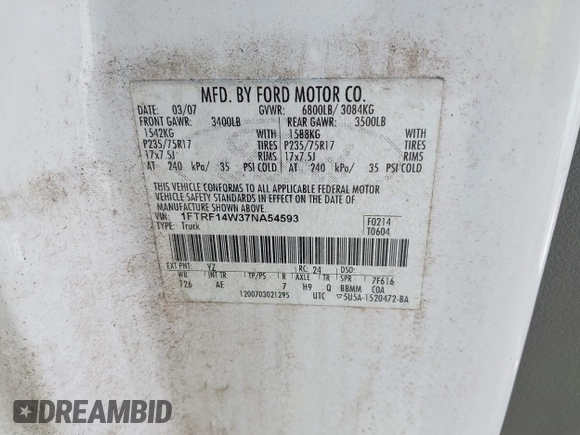 MFD. BY FORD MOTOR CO.
DATE: 03/07 GVWR: 6800LB/ 3084KG
FRONT GAWR: 3400LB REAR GAWR: 3500LB
1542KG WITH 1588KG WITH
P235/75R17 TIRES P235/75R17 TIRES
17x7.5J RIMS 17x7.5J RIMS
AT 240 kPa/ 35 PSI COLD AT 240 kPa/ 35 PSI COLD
THIS VEHICLE CONFORMS TO ALL APPLICABLE FEDERAL MOTOR
VEHICLE SAFETY STANDARDS IN EFFECT ON THE DATE OF
MANUFACTURE SHOWN ABOVE.
VIN: 1FTRF14W37NA54593 F0214
TYPE: Truck T0604
EXT PNT: YZ RC: 24 DSO:
WB INT TR TP/PS R AXLE TR SPR 7F616
126 AE 7 H9 Q BBMM COA
1200703021295 UTC ▽5U5A-1520472-BA
DREAMBID